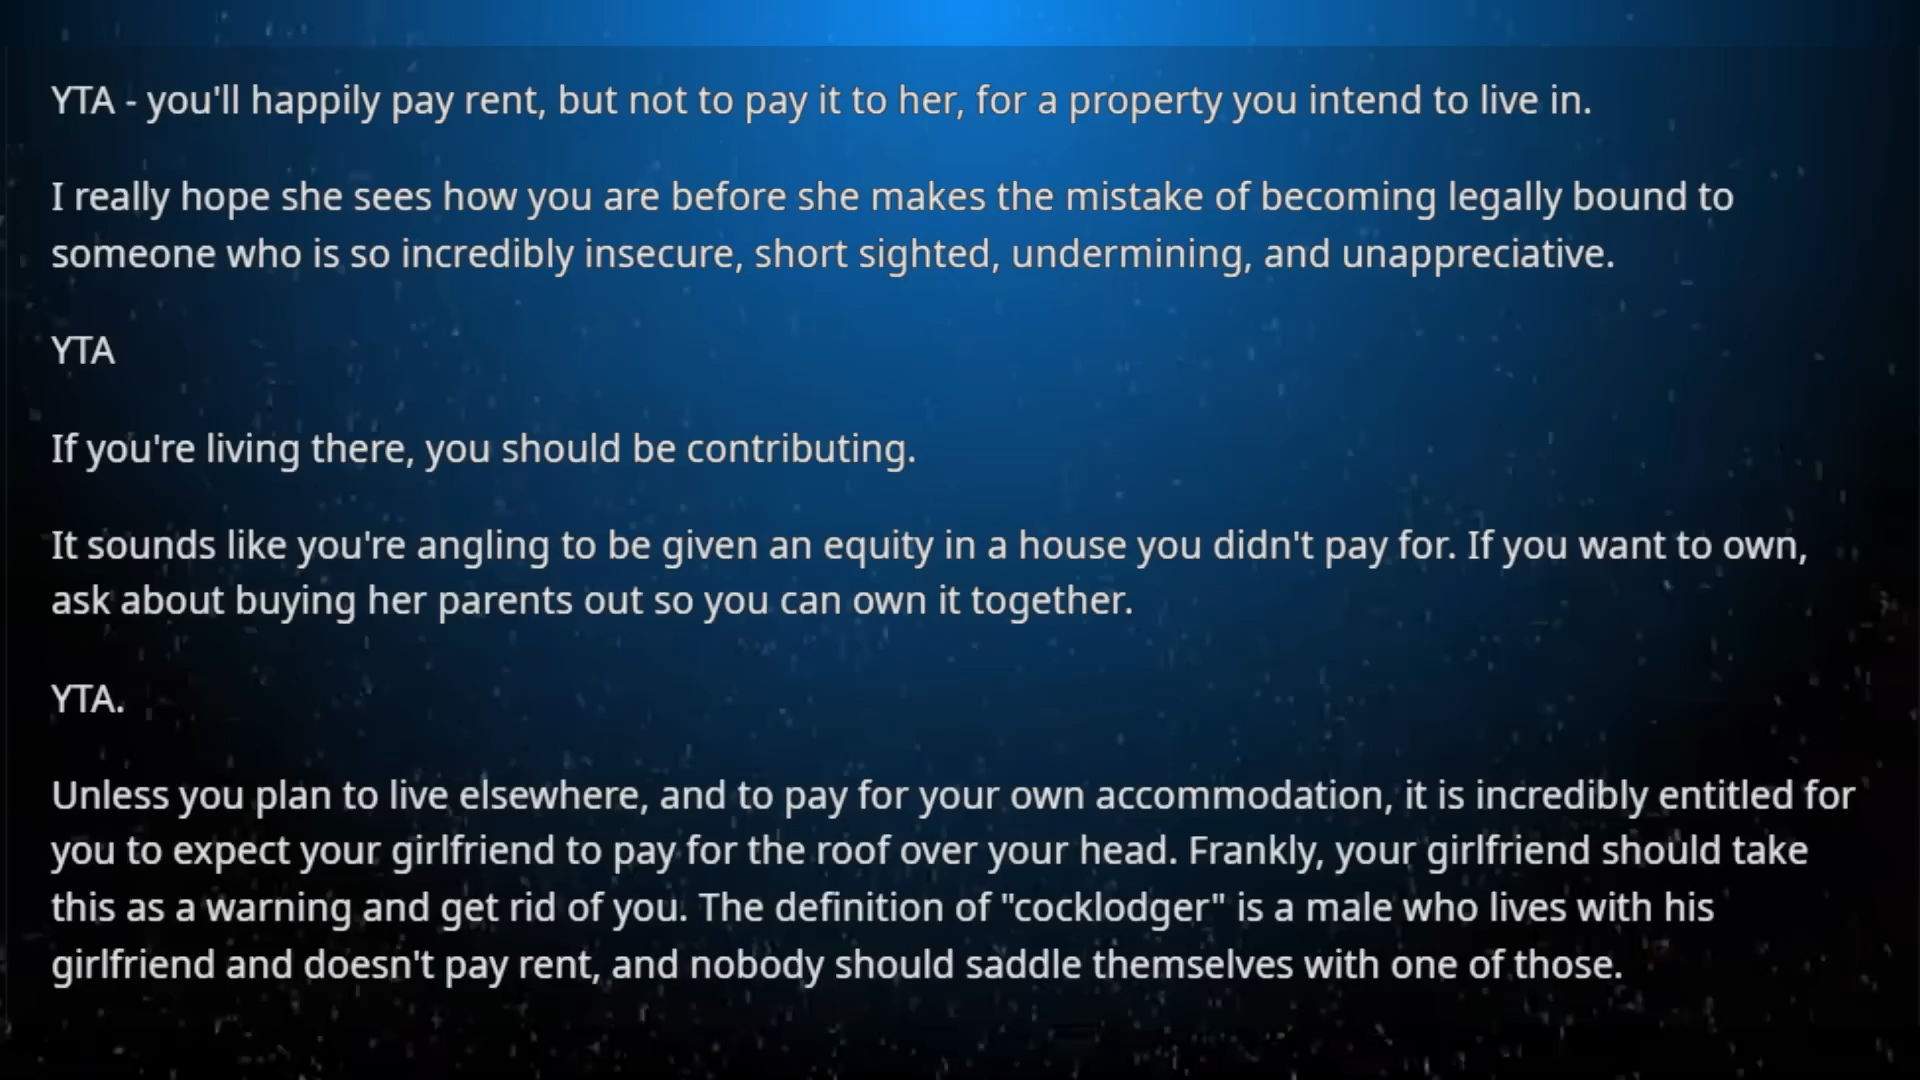 YTA - you'll happily pay rent, but not to pay it to her, for a property you intend to live in.
I really hope she sees how you are before she makes the mistake of becoming legally bound to
someone who is so incredibly insecure, short sighted, undermining, and unappreciative.
YTA
If you're living there, you should be contributing.
It sounds like you're angling to be given an equity in a house you didn't pay for. If you want to own,
ask about buying her parents out so you can own it together.
YTA.
Unless you plan to live elsewhere, and to pay for your own accommodation, it is incredibly entitled for
you to expect your girlfriend to pay for the roof over your head. Frankly, your girlfriend should take
this as a warning and get rid of you. The definition of "cocklodger" is a male who lives with his
girlfriend and doesn't pay rent, and nobody should saddle themselves with one of those.